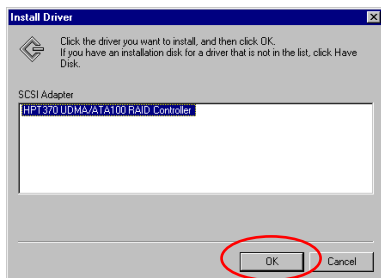 Install Driver
Click the driver you want to install, and then click OK.
If you have an installation disk for a driver that is not in the list, click Have
Disk.
SCSI Adapter
HPT370 UDMA/ATA100 RAID Controller
OK
Cancel